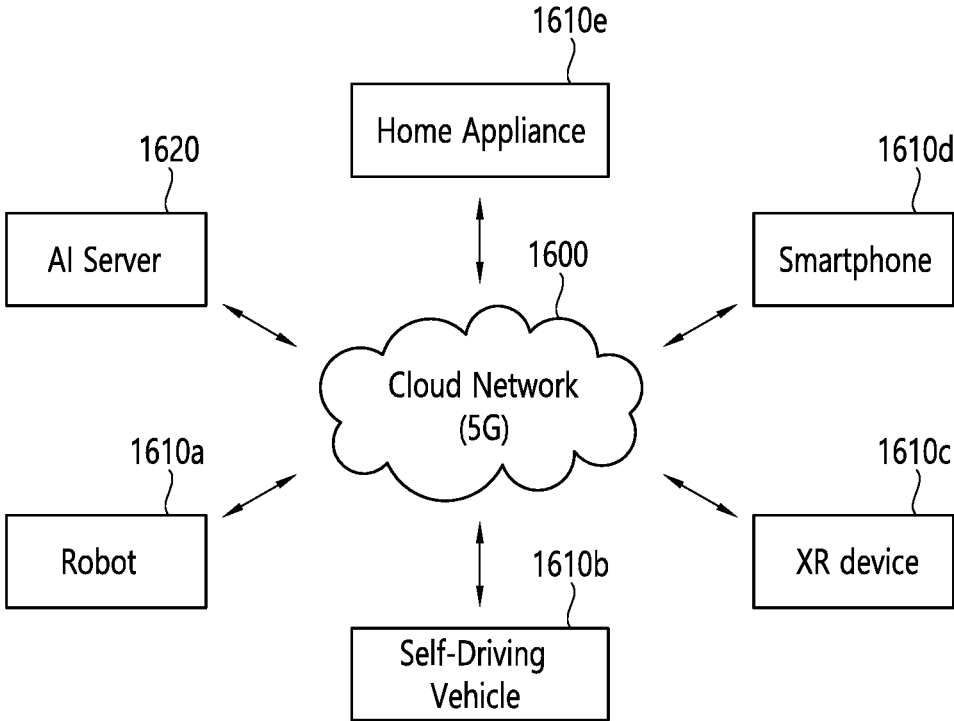 1610e
Home Appliance
1620
AI Server
1610d
Smartphone
1600
Cloud Network
(5G)
1610a
Robot
1610c
XR device
1610b
Self-Driving
Vehicle